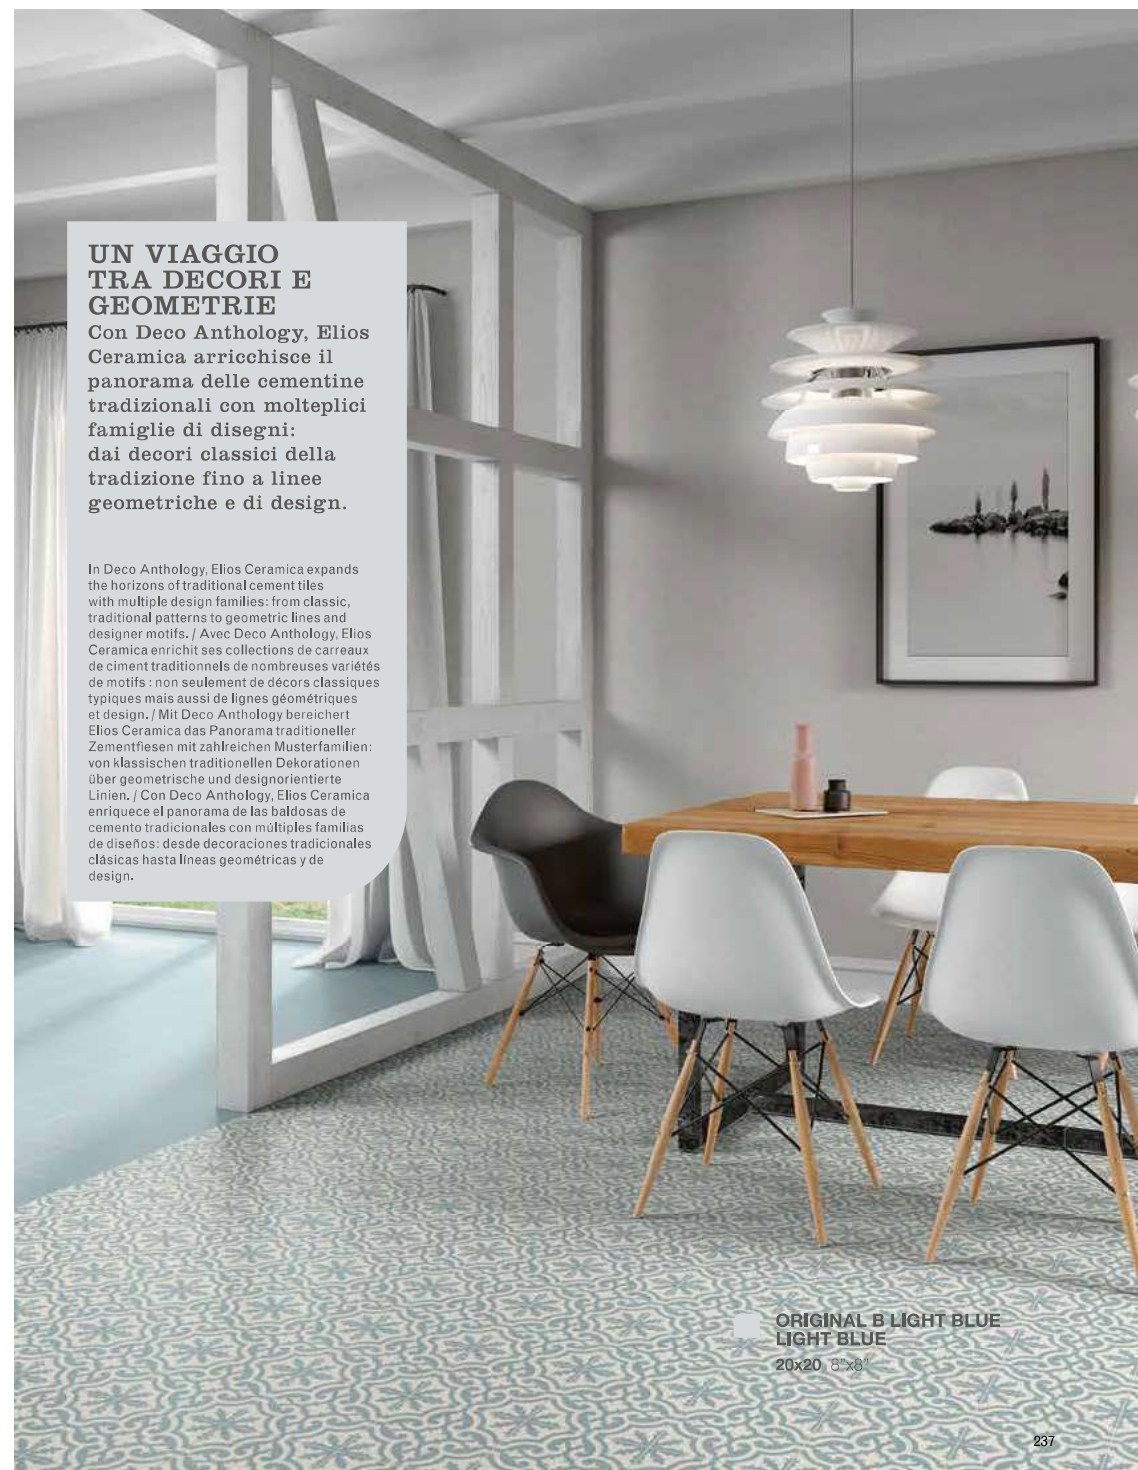 UN VIAGGIO
TRA DECORI E
GEOMETRIE
Con Deco Anthology, Elios
Ceramica arricchisce il
panorama delle cementine
tradizionali con molteplici
famiglie di disegni:
dai decori classici della
tradizione fino a linee
geometriche e di design.
In Deco Anthology, Elios Ceramica expands
the horizons of traditional cement tiles
with multiple design families: from classic,
traditional patterns to geometric lines and
designer motifs. / Avec Deco Anthology, Elios
Ceramica enrichit ses collections de carreaux
de ciment traditionnels de nombreuses variétés
de motifs : non seulement de décors classiques
typiques mais aussi de lignes géométriques
et design. / Mit Deco Anthology bereichert
Elios Ceramica das Panorama traditioneller
Zementfiesen mit zahlreichen Musterfamilien:
von klassischen traditionellen Dekorationen
über geometrische und designorientierte
Linien. / Con Deco Anthology, Elios Ceramica
enriquece el panorama de las baldosas de
cemento tradicionales con múltiples familias
de diseños: desde decoraciones tradicionales
clásicas hasta líneas geométricas y de
design.
ORIGINAL B LIGHT BLUE
LIGHT BLUE
20x20 8"x8"
237